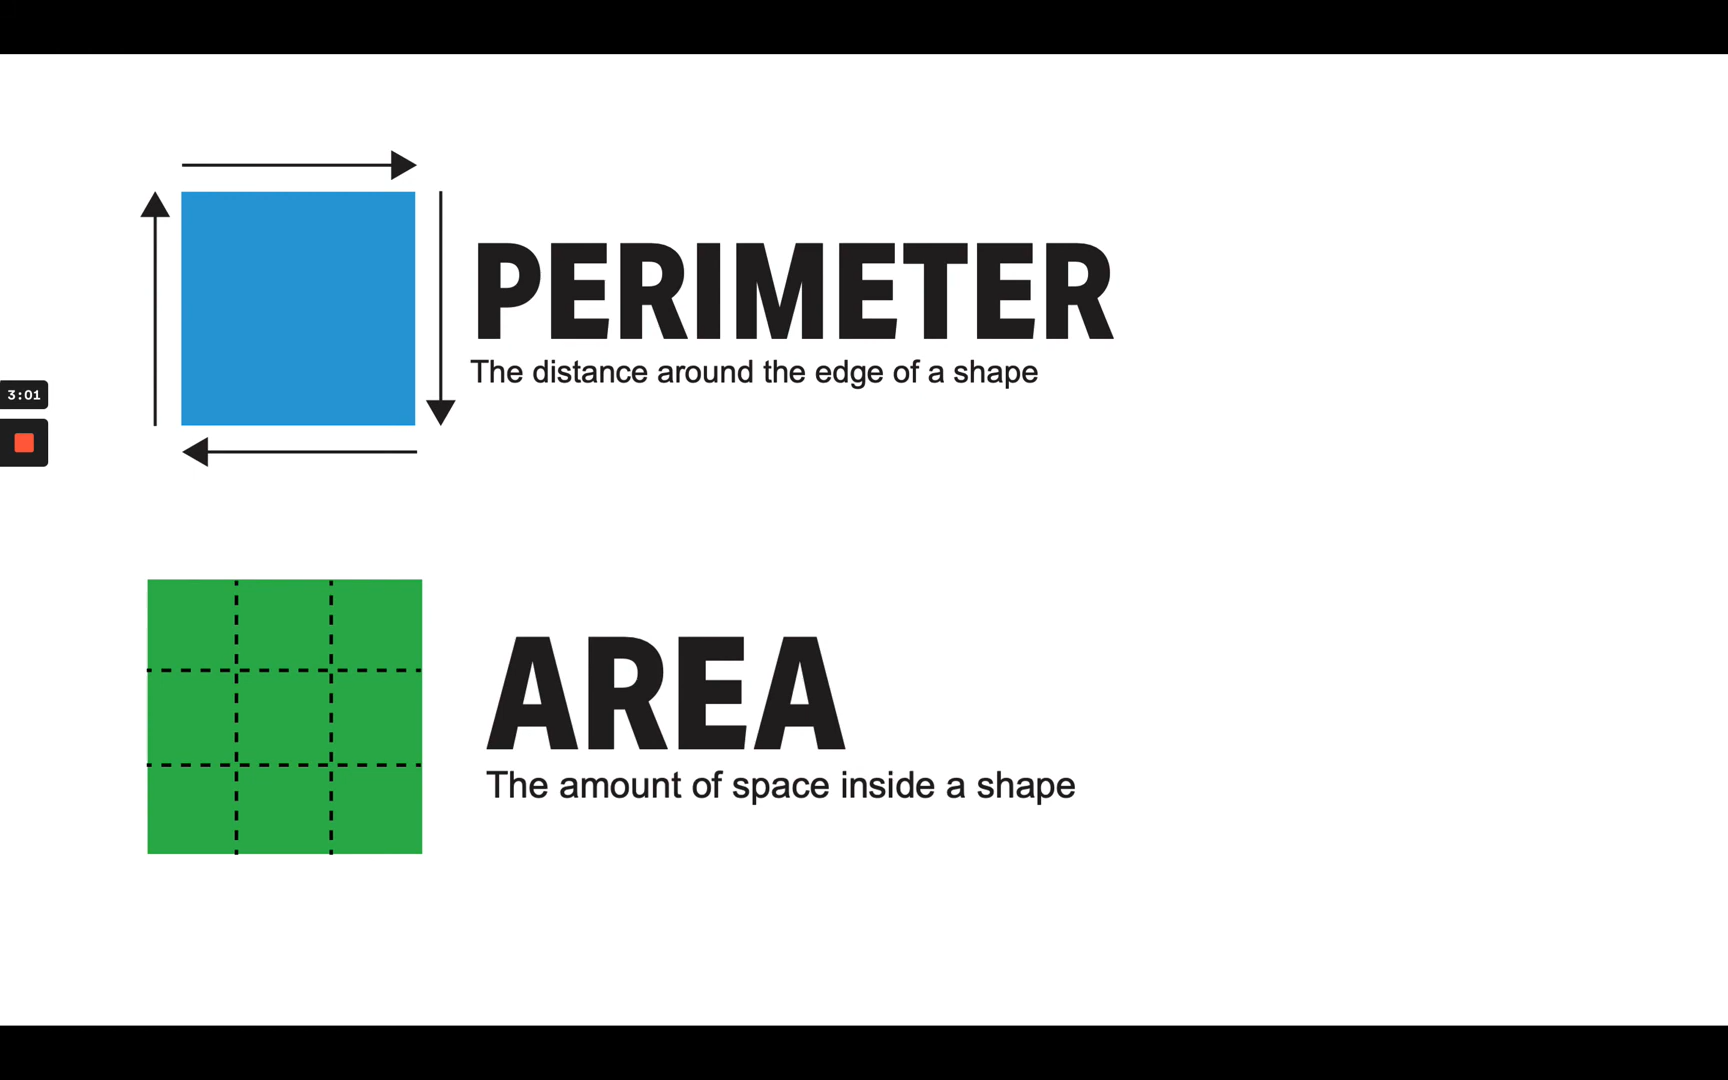 PERIMETER
The distance around the edge of a shape
3:01
AREA
The amount of space inside a shape